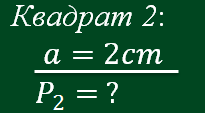 Квадрат 2:
a = 2cm
P₂ = ?